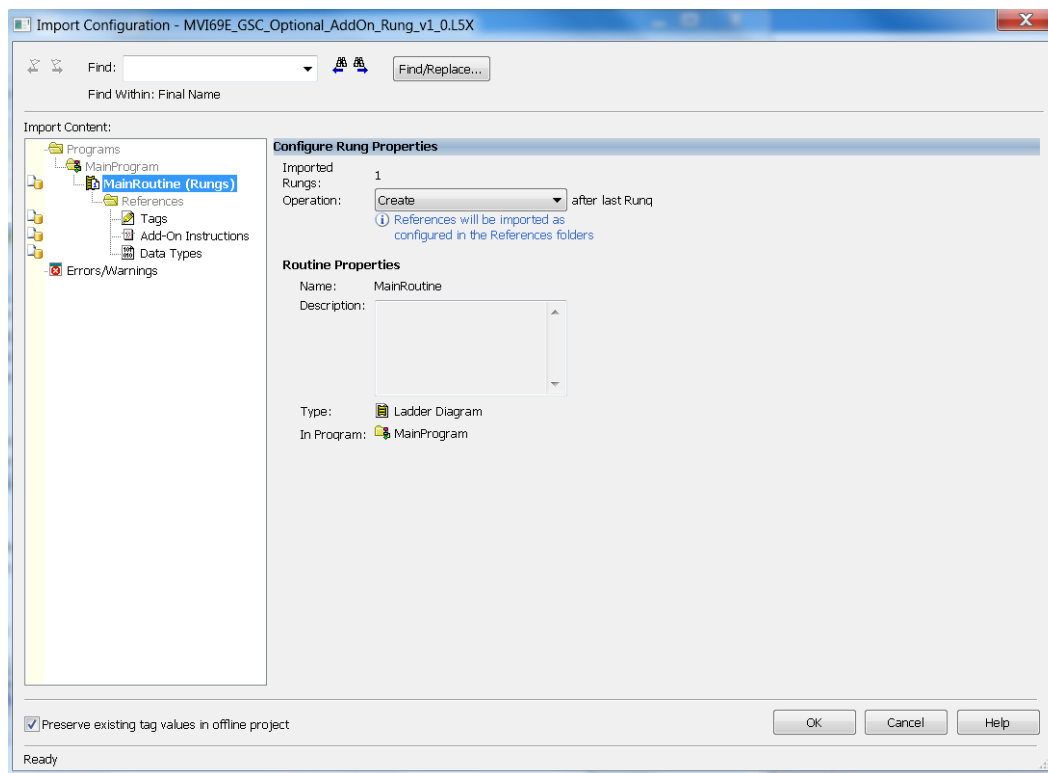 Import Configuration - MVI69E_GSC_Optional_AddOn_Rung_v1_0.L5X
X
Find:
Find/Replace...
Find Within: Final Name
Import Content:
Programs
MainProgram
MainRoutine (Rungs)
References
Tags
Add-On Instructions
Data Types
Errors/Warnings
Configure Rung Properties
Imported
Rungs:
1
Operation:
Create
after last Rung
References will be imported as
configured in the References folders
Routine Properties
Name:
MainRoutine
Description:
Type:
Ladder Diagram
In Program:
MainProgram
Preserve existing tag values in offline project
OK
Cancel
Help
Ready